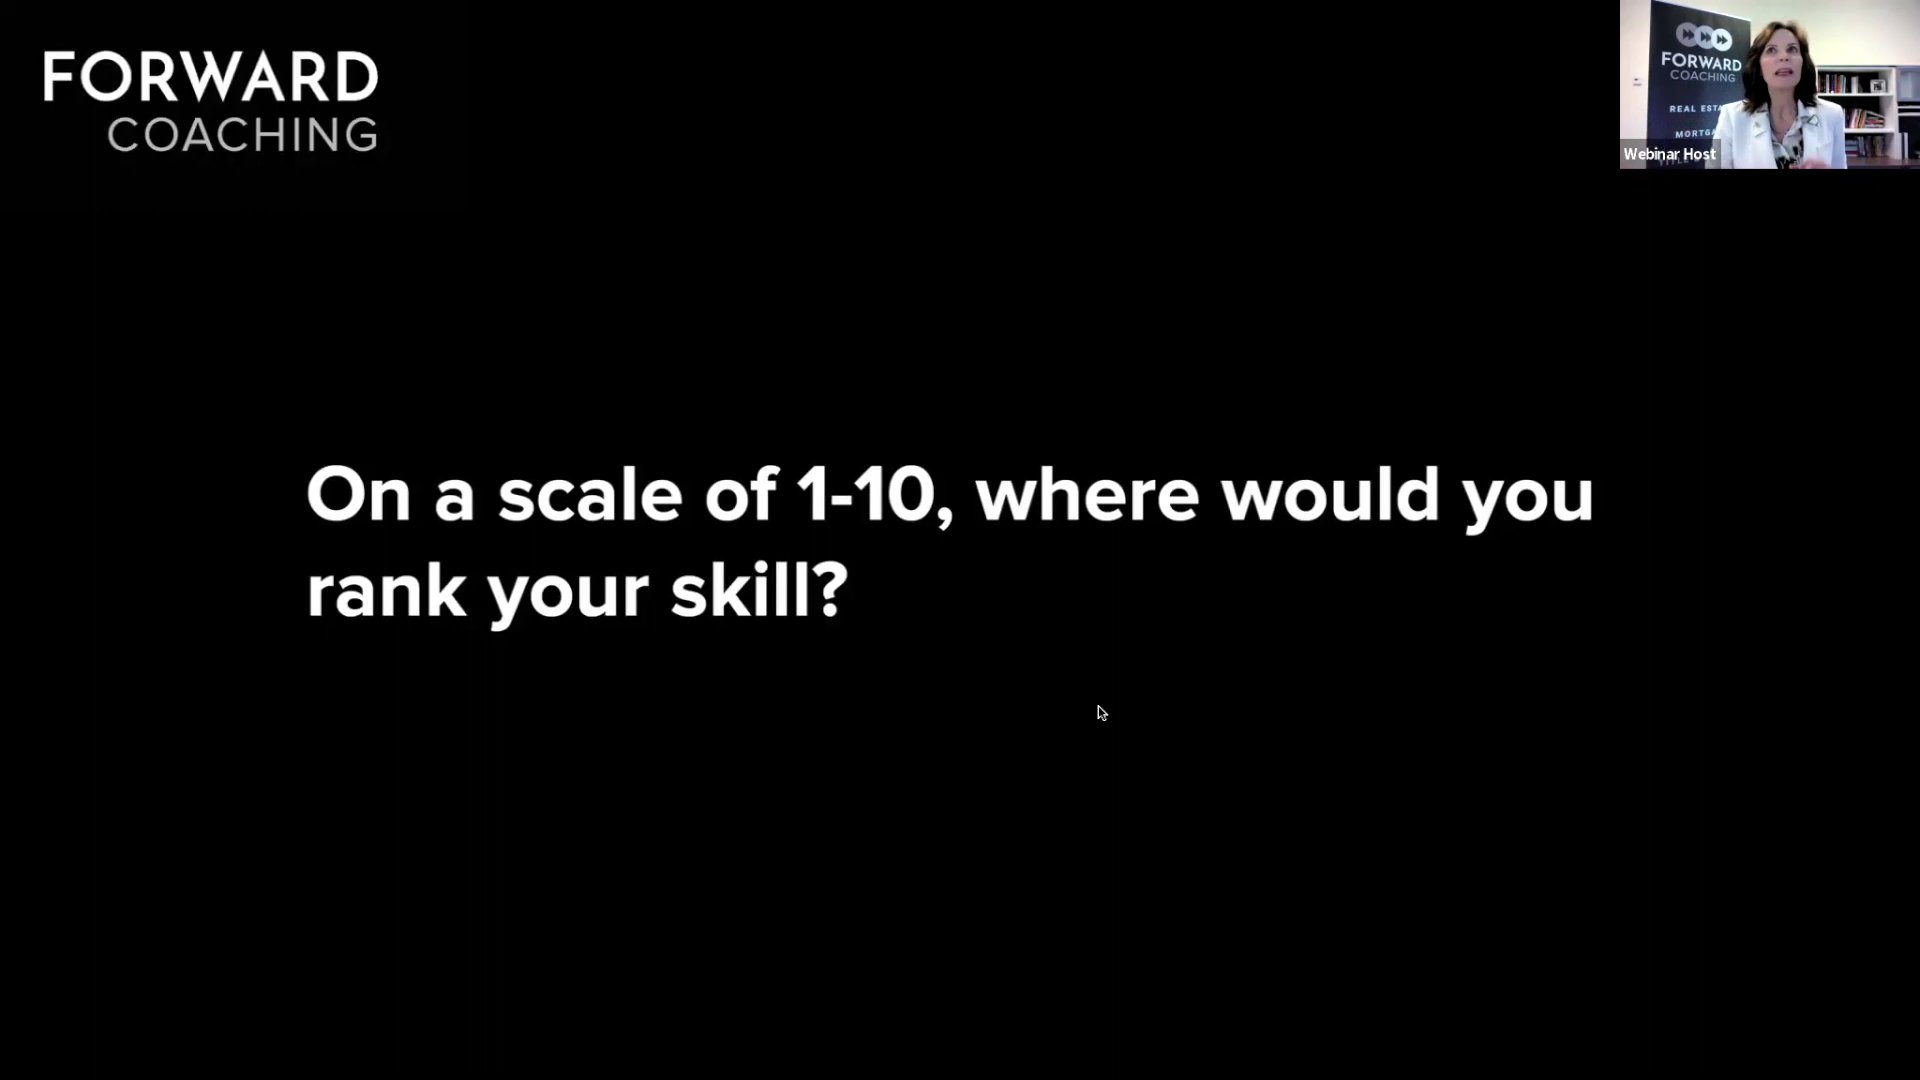 FORWARD
COACHING
FORWARD
COACHING
REAL ESTA
MORTGA
Webinar Host
On a scale of 1-10, where would you
rank your skill?